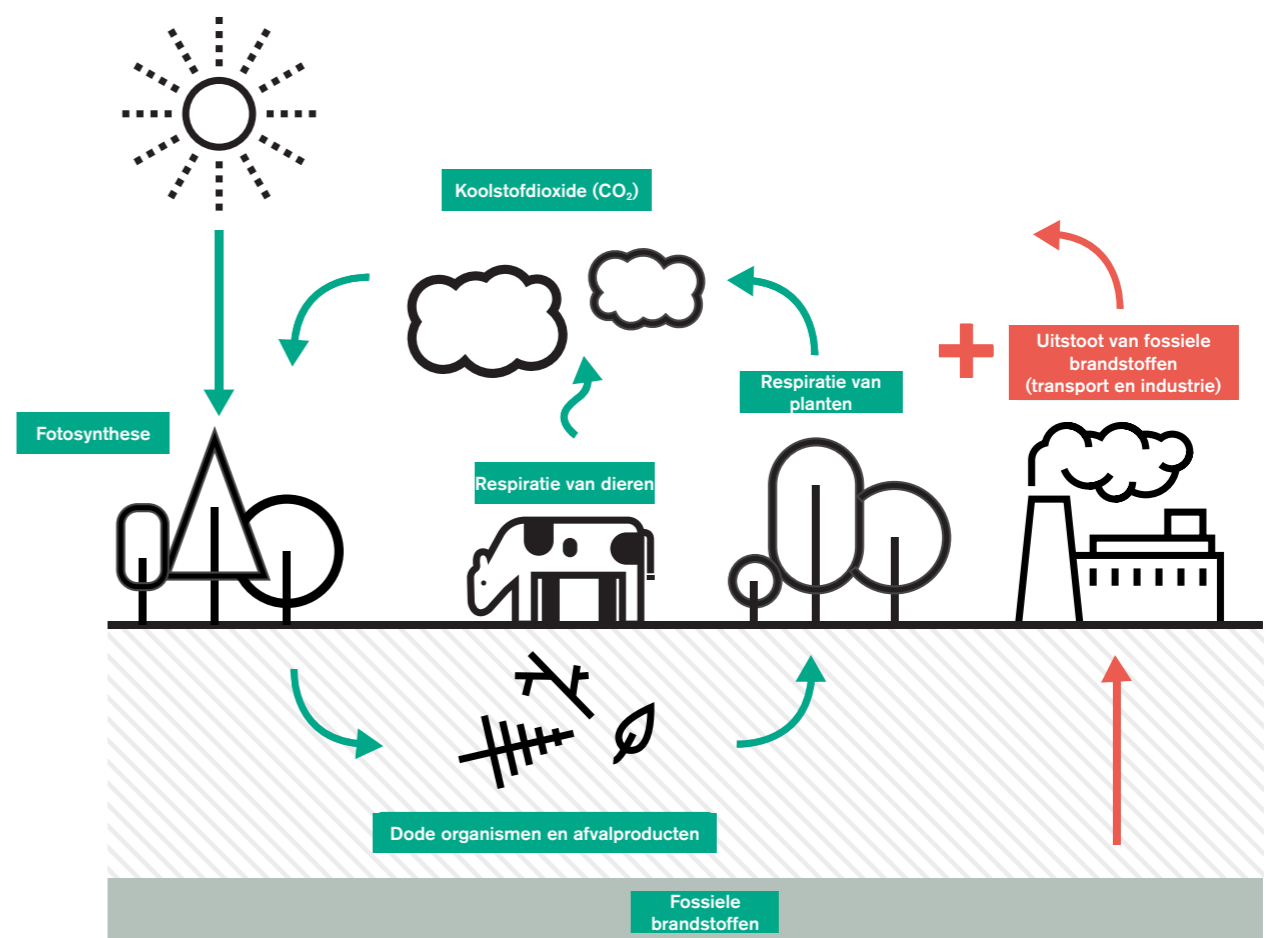 Koolstofdioxide (CO₂)
Uitstoot van fossiele
brandstoffen
(transport en industrie)
Respiratie van
planten
Fotosynthese
Respiratie van dieren
Dode organismen en afvalproducten
Fossiele
brandstoffen